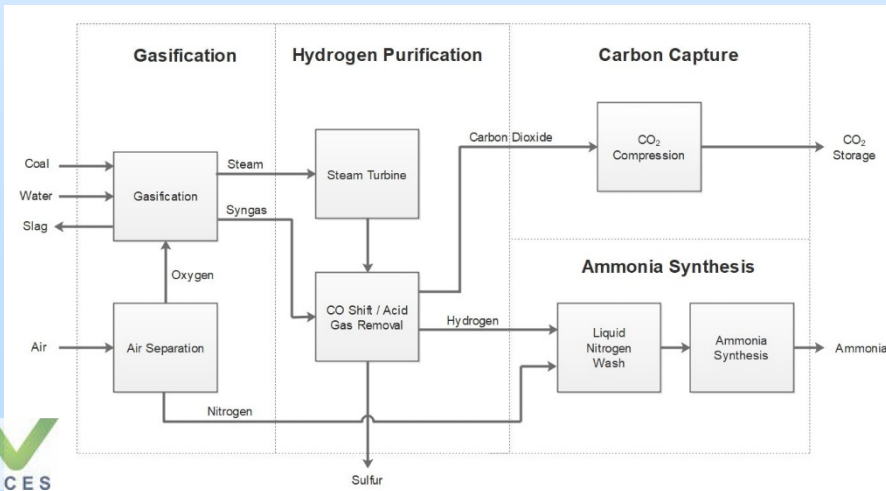 Gasification
Hydrogen Purification
Carbon Capture
Coal
Water
Slag
Gasification
Steam
Syngas
Steam Turbine
Carbon Dioxide
CO₂
Compression
CO₂
Storage
Oxygen
Air
Air Separation
CO Shift / Acid
Gas Removal
Hydrogen
Ammonia Synthesis
Liquid
Nitrogen
Wash
Ammonia
Synthesis
Ammonia
Nitrogen
Sulfur
CES